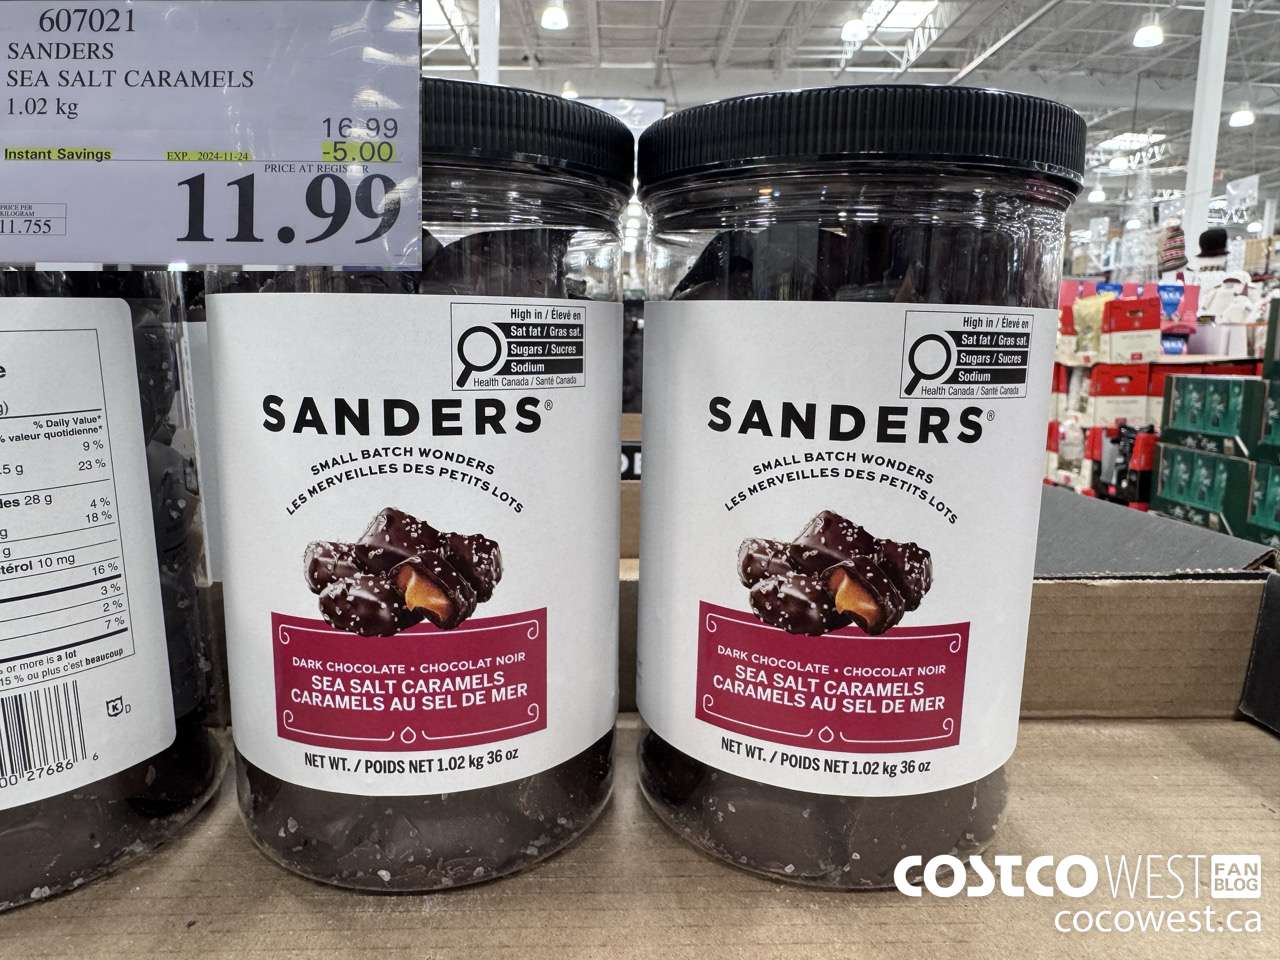 607021
SANDERS
SEA SALT CARAMELS
1.02 kg
16.99
Instant Savings EXP. 2024-11-24 -5.00
PRICE AT REGISTER
11.99
PRICE PER
KILOGRAM
11.755
% Daily Value*
% valeur quotidienne*
9 %
.5 g 23 %
des 28 g
4 %
g 18 %
g
térol 10 mg
16 %
3 %
2 %
7 %
or more is a lot
15 % ou plus c'est beaucoup
K D
00 27686 6
High in / Élevé en
Sat fat / Gras sat.
Sugars / Sucres
Sodium
Health Canada / Santé Canada
SANDERS®
SMALL BATCH WONDERS
LES MERVEILLES DES PETITS LOTS
DARK CHOCOLATE • CHOCOLAT NOIR
SEA SALT CARAMELS
CARAMELS AU SEL DE MER
NET WT. / POIDS NET 1.02 kg 36 oz
High in / Élevé en
Sat fat / Gras sat.
Sugars / Sucres
Sodium
Health Canada / Santé Canada
SANDERS®
SMALL BATCH WONDERS
LES MERVEILLES DES PETITS LOTS
DARK CHOCOLATE • CHOCOLAT NOIR
SEA SALT CARAMELS
CARAMELS AU SEL DE MER
NET WT. / POIDS NET 1.02 kg 36 oz
COSTCO WEST FAN BLOG
cocowest.ca